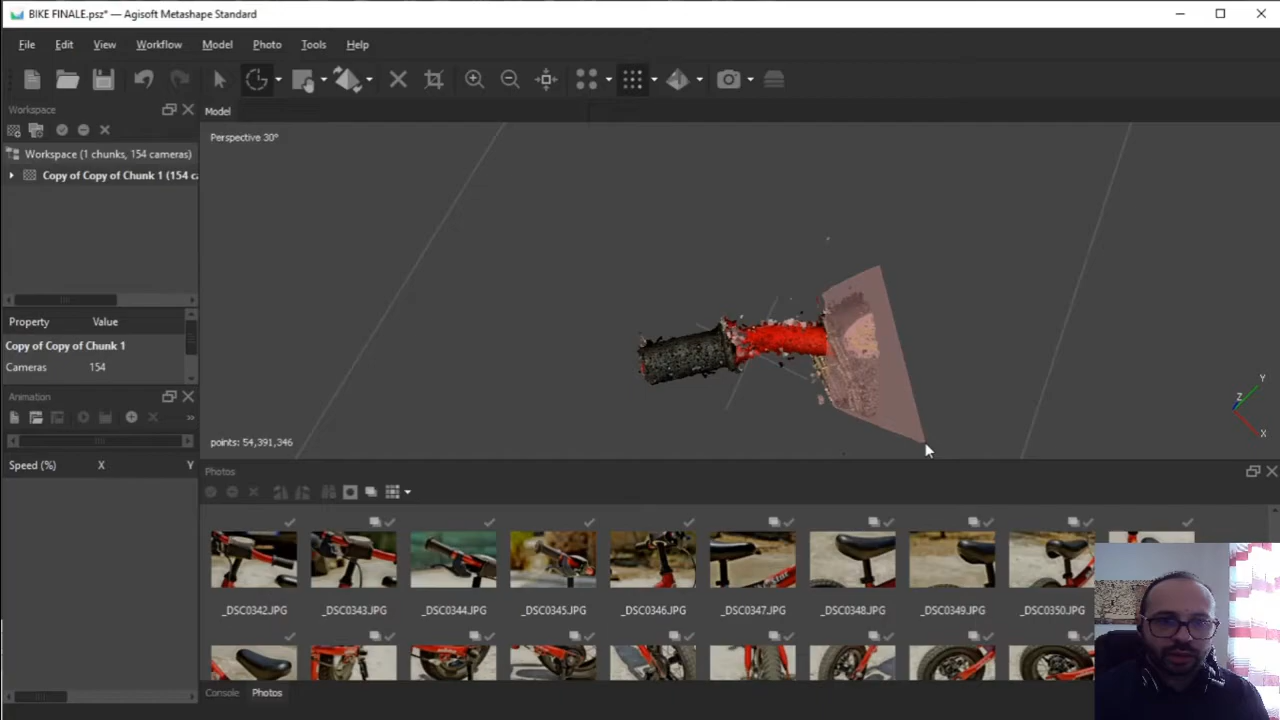 BIKE FINALE.psz* — Agisoft Metashape Standard
File Edit View Workflow Model Photo Tools Help
Workspace
Model
Workspace (1 chunks, 154 cameras)
Copy of Copy of Chunk 1 (154 c
Perspective 30°
Property Value
Copy of Copy of Chunk 1
Cameras 154
Animation
Speed (%) X Y
points: 54,391,346
Y
Z
X
Photos
_DSC0342.JPG _DSC0343.JPG _DSC0344.JPG _DSC0345.JPG _DSC0346.JPG _DSC0347.JPG _DSC0348.JPG _DSC0349.JPG _DSC0350.JPG
Console Photos